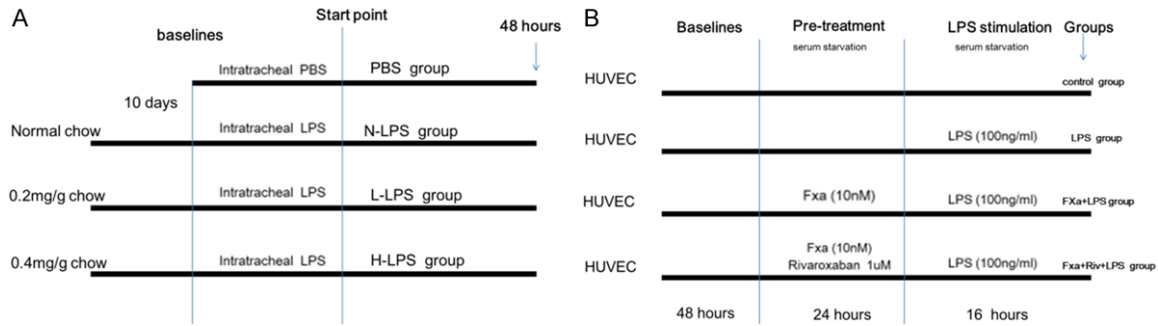 A
Start point
baselines
48 hours
Intratracheal PBS
PBS group
10 days
Normal chow
Intratracheal LPS
N-LPS group
0.2mg/g chow
Intratracheal LPS
L-LPS group
0.4mg/g chow
Intratracheal LPS
H-LPS group
B
Baselines
Pre-treatment
LPS stimulation
Groups
serum starvation
serum starvation
HUVEC
control group
HUVEC
LPS (100ng/ml)
LPS group
HUVEC
Fxa (10nM)
LPS (100ng/ml)
FXa+LPS group
HUVEC
Fxa (10nM)
Rivaroxaban 1uM
LPS (100ng/ml)
Fxa+Riv+LPS group
48 hours
24 hours
16 hours